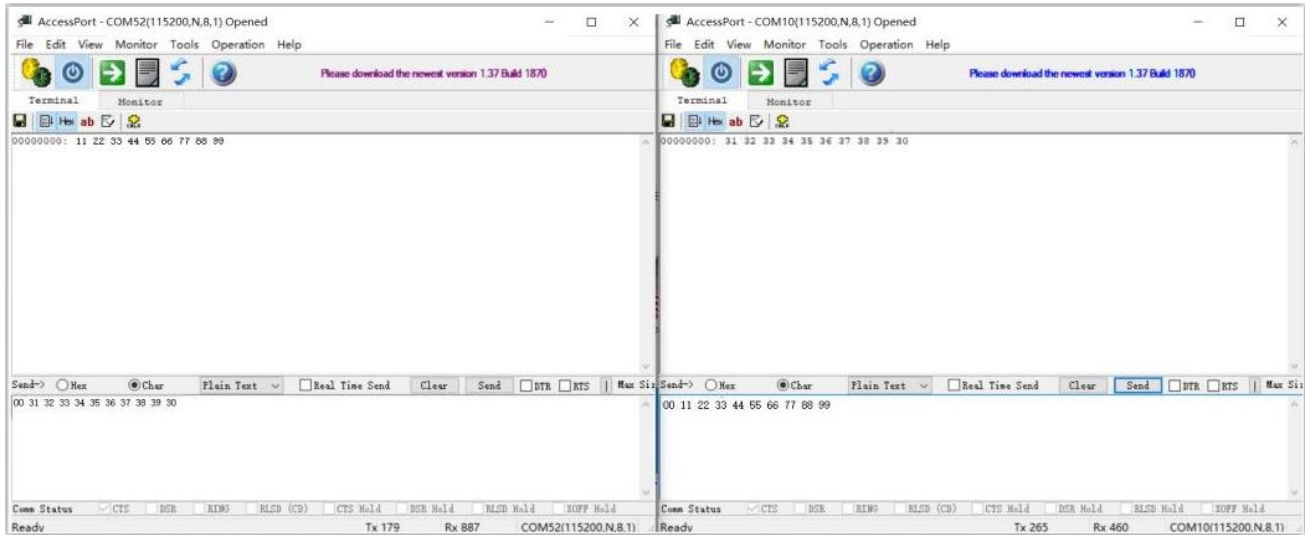 AccessPort - COM52(115200,N,8,1) Opened
File Edit View Monitor Tools Operation Help
Please download the newest version 1.37 Build 1870
Terminal Monitor
Hex ab
00000000: 11 22 33 44 55 66 77 88 99
Send-> Hex Char Plain Text Real Time Send Clear Send DTR RTS | Max Si
00 31 32 33 34 35 36 37 38 39 30
Comm Status CTS DSR RING RLSD (CD) CTS Hold DSR Hold RLSD Hold XOFF Hold
Ready Tx 179 Rx 887 COM52(115200,N,8,1)
AccessPort - COM10(115200,N,8,1) Opened
File Edit View Monitor Tools Operation Help
Please download the newest version 1.37 Build 1870
Terminal Monitor
Hex ab
00000000: 31 32 33 34 35 36 37 38 39 30
Send-> Hex Char Plain Text Real Time Send Clear Send DTR RTS | Max Si
00 11 22 33 44 55 66 77 88 99
Comm Status CTS DSR RING RLSD (CD) CTS Hold DSR Hold RLSD Hold XOFF Hold
Ready Tx 265 Rx 460 COM10(115200,N,8,1)